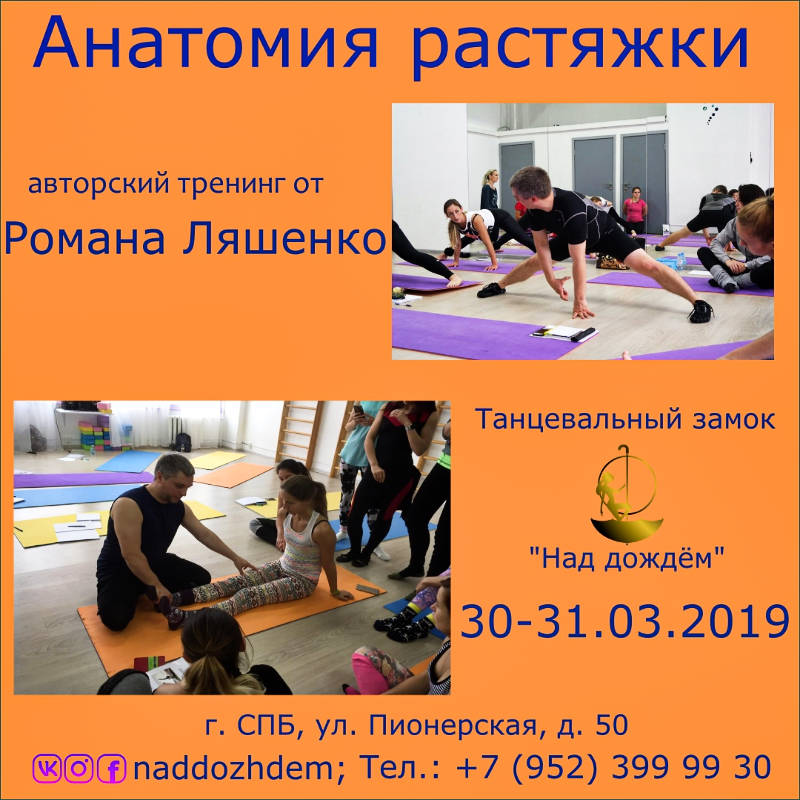 Анатомия растяжки
авторский тренинг от
Романа Ляшенко
Танцевальный замок
"Над дождём"
30-31.03.2019
г. СПБ, ул. Пионерская, д. 50
naddozhdem; Тел.: +7 (952) 399 99 30